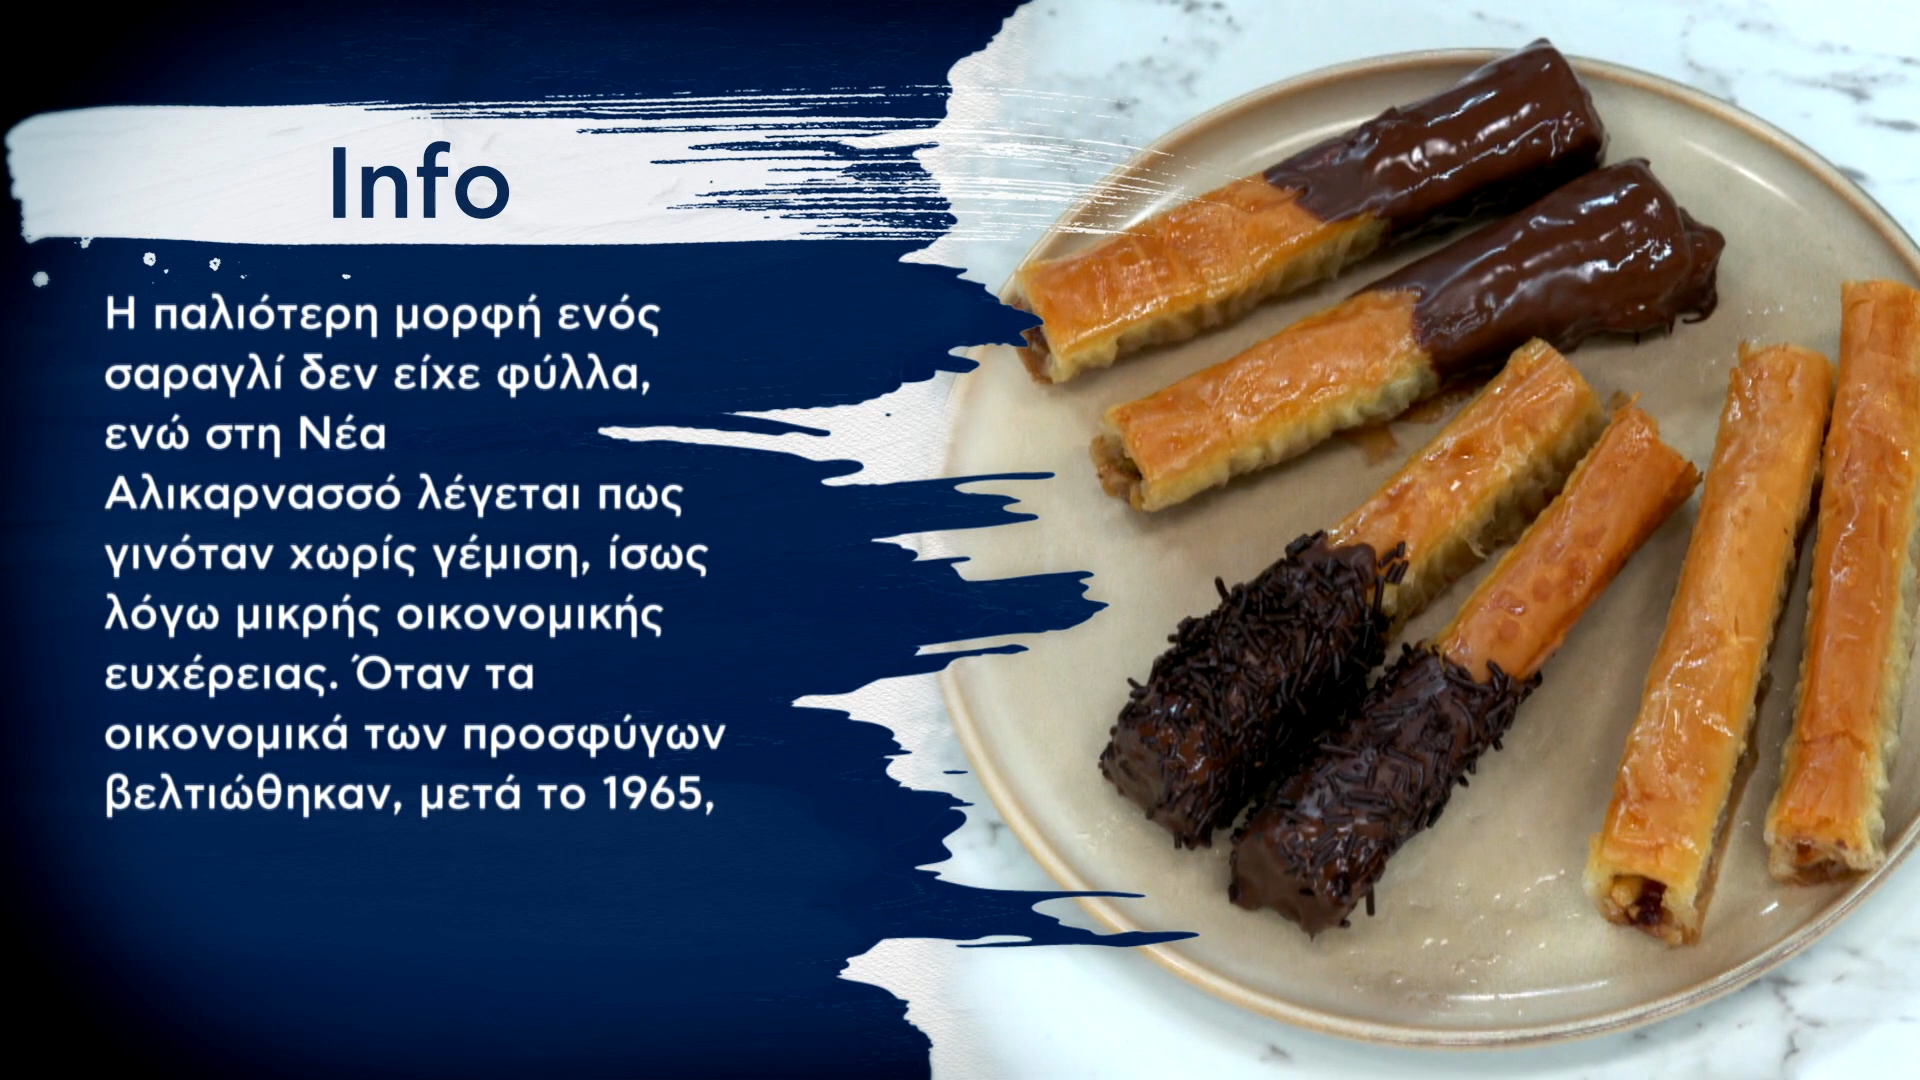 Info
Η παλιότερη μορφή ενός
σαραγλί δεν είχε φύλλα,
ενώ στη Νέα
Αλικαρνασσό λέγεται πως
γινόταν χωρίς γέμιση, ίσως
λόγω μικρής οικονομικής
ευχέρειας. Όταν τα
οικονομικά των προσφύγων
βελτιώθηκαν, μετά το 1965,